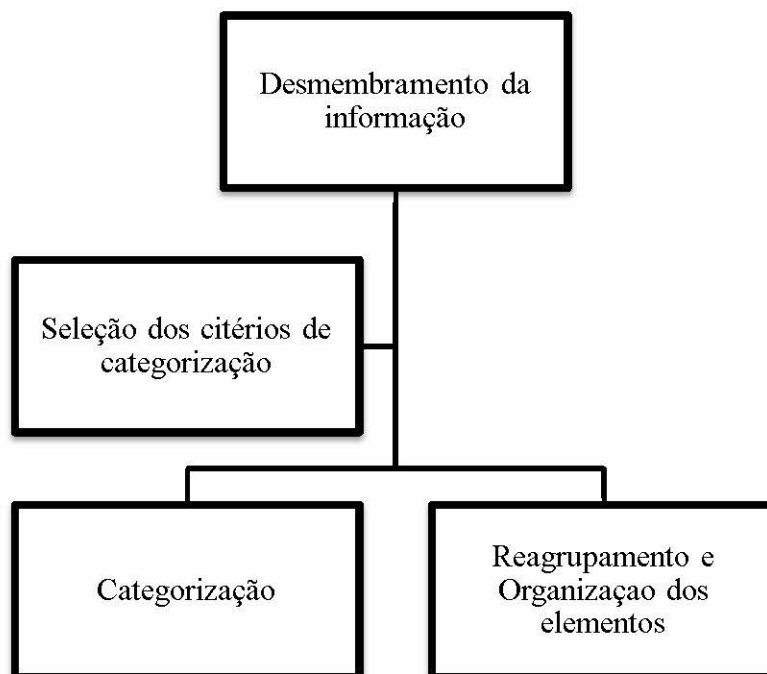 Desmembramento da
informação
Seleção dos citérios de
categorização
Categorização
Reagrupamento e
Organizaçao dos
elementos